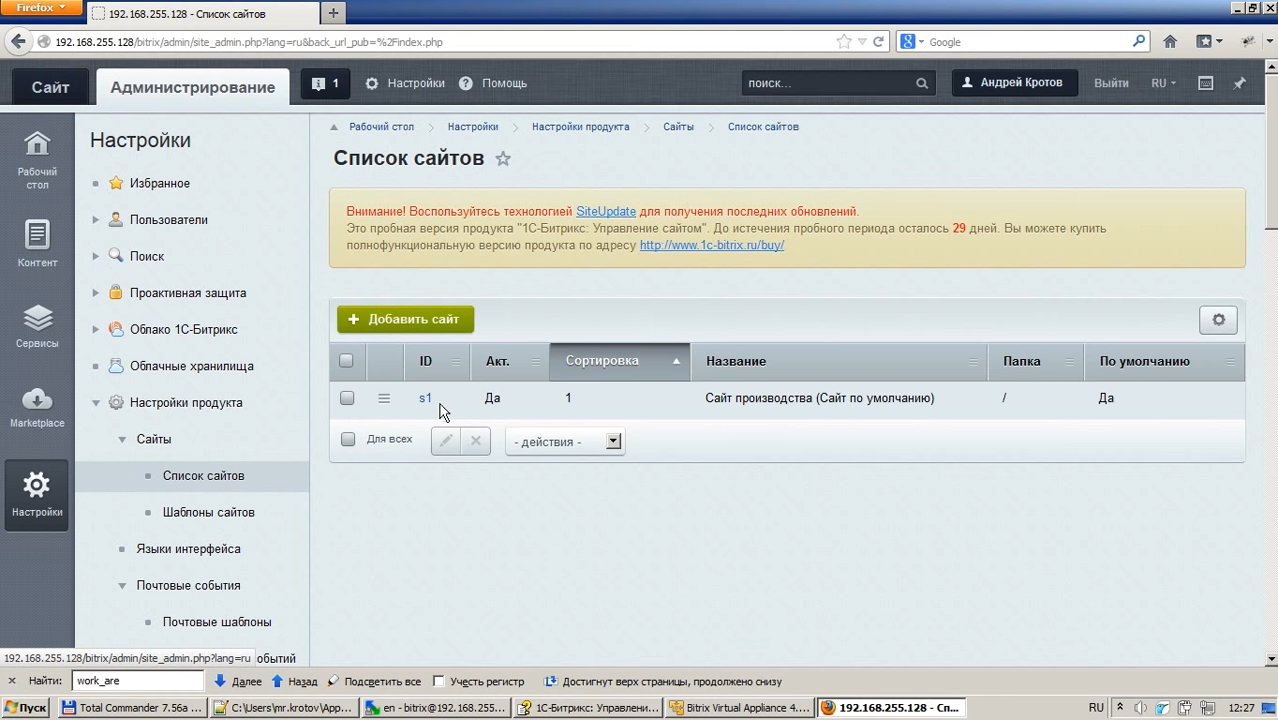 Firefox
192.168.255.128 - Список сайтов
192.168.255.128/bitrix/admin/site_admin.php?lang=ru&back_url_pub=%2Findex.php
Google
Сайт
Администрирование
1
Настройки
Помощь
поиск...
Андрей Кротов
Выйти
RU
Рабочий стол
Контент
Сервисы
Marketplace
Настройки
Настройки
Избранное
Пользователи
Поиск
Проактивная защита
Облако 1С-Битрикс
Облачные хранилища
Настройки продукта
Сайты
Список сайтов
Шаблоны сайтов
Языки интерфейса
Почтовые события
Почтовые шаблоны
обытий
192.168.255.128/bitrix/admin/site_admin.php?lang=ru
Рабочий стол Настройки Настройки продукта Сайты Список сайтов
Список сайтов
Внимание! Воспользуйтесь технологией SiteUpdate для получения последних обновлений.
Это пробная версия продукта "1С-Битрикс: Управление сайтом". До истечения пробного периода осталось 29 дней. Вы можете купить
полнофункциональную версию продукта по адресу http://www.1c-bitrix.ru/buy/
+ Добавить сайт
ID Акт. Сортировка Название Папка По умолчанию
s1 Да 1 Сайт производства (Сайт по умолчанию) / Да
Для всех - действия -
Найти: work_are Далее Назад Подсветить все Учесть регистр Достигнут верх страницы, продолжено снизу
Пуск
Total Commander 7.56a ...
C:\Users\mr.krotov\App...
en - bitrix@192.168.255...
1С-Битрикс: Управлени...
Bitrix Virtual Appliance 4....
192.168.255.128 - Сп...
RU
12:27